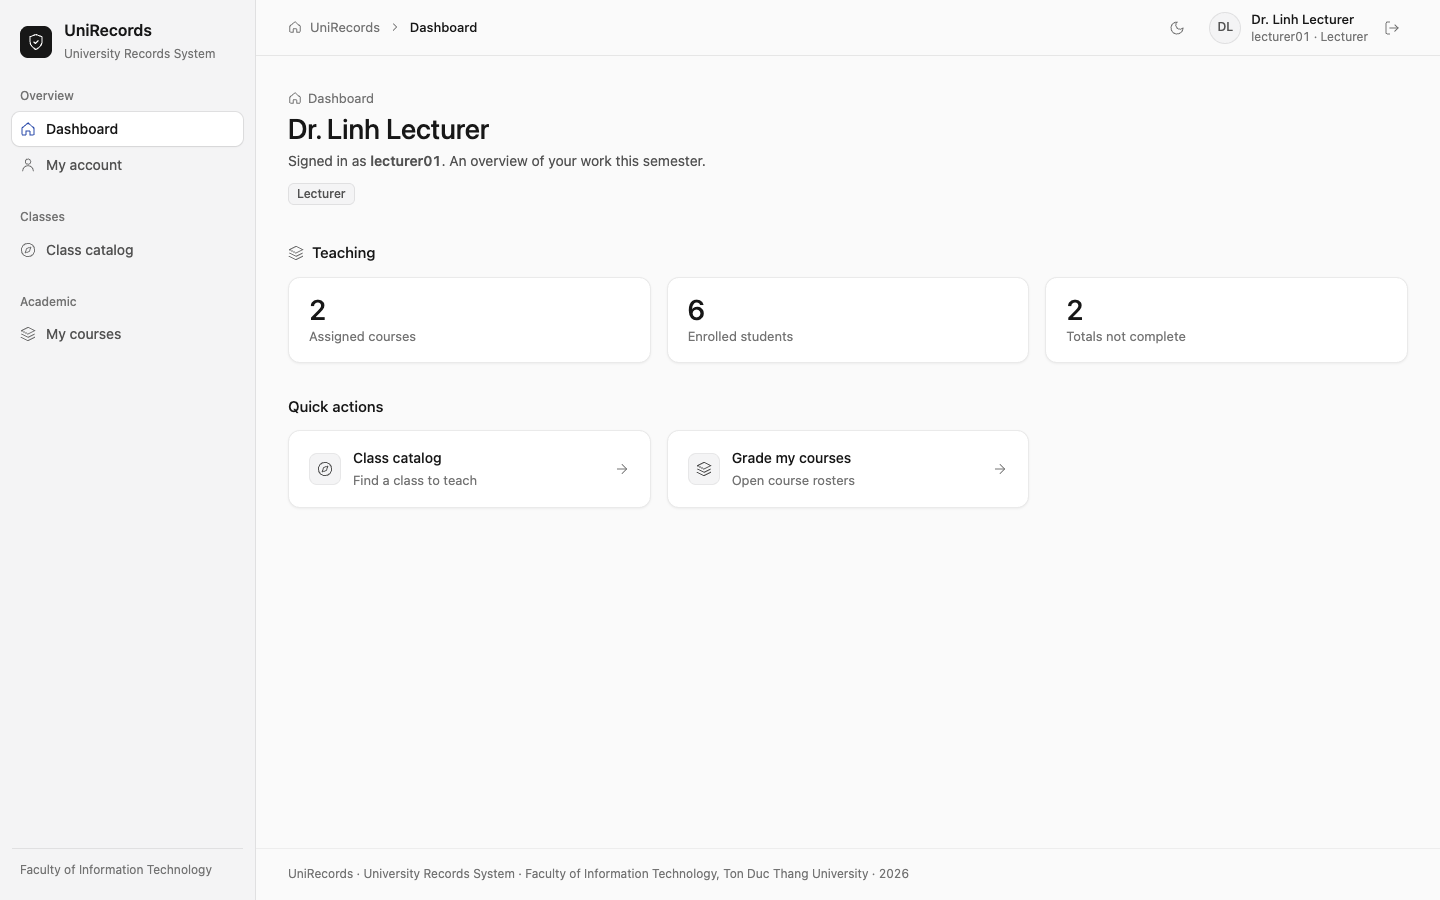 UniRecords
University Records System
Overview
Dashboard
My account
Classes
Class catalog
Academic
My courses
Faculty of Information Technology
UniRecords > Dashboard
DL
Dr. Linh Lecturer
lecturer01 · Lecturer
Dashboard
Dr. Linh Lecturer
Signed in as lecturer01. An overview of your work this semester.
Lecturer
Teaching
2
Assigned courses
6
Enrolled students
2
Totals not complete
Quick actions
Class catalog
Find a class to teach
Grade my courses
Open course rosters
UniRecords · University Records System · Faculty of Information Technology, Ton Duc Thang University · 2026